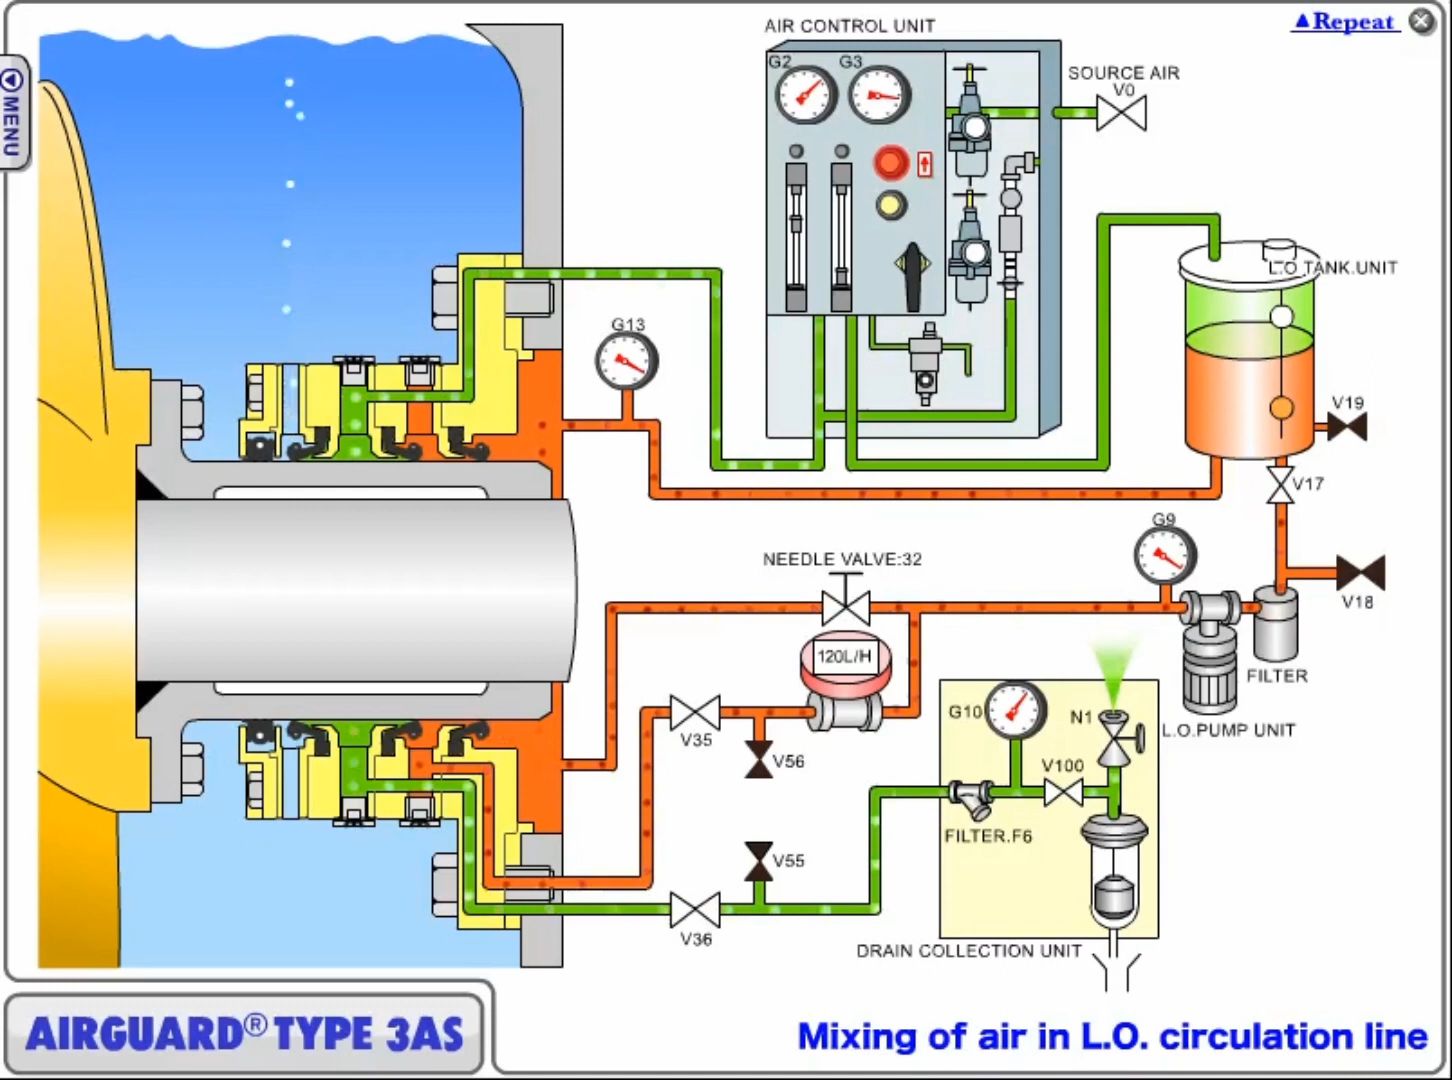 AIR CONTROL UNIT
▲Repeat
MENU
G2
G3
SOURCE AIR
V0
L.O.TANK.UNIT
G13
V19
V17
G9
NEEDLE VALVE:32
V18
120L/H
FILTER
G10
N1
L.O.PUMP UNIT
V35
V56
V100
FILTER.F6
V55
V36
DRAIN COLLECTION UNIT
AIRGUARD® TYPE 3AS
Mixing of air in L.O. circulation line